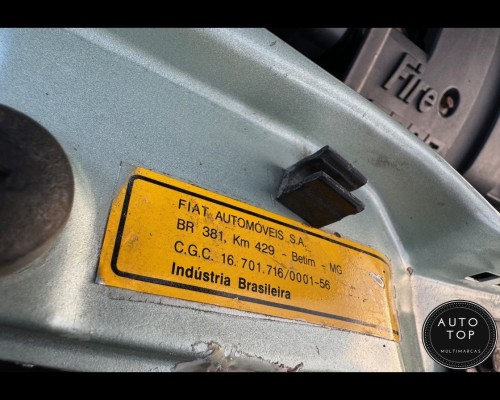 Fire
FIAT AUTOMÓVEIS S.A.
BR 381, Km 429 - Betim - MG
C.G.C. 16.701.716/0001-56
Indústria Brasileira
AUTO
TOP
MULTIMARCAS